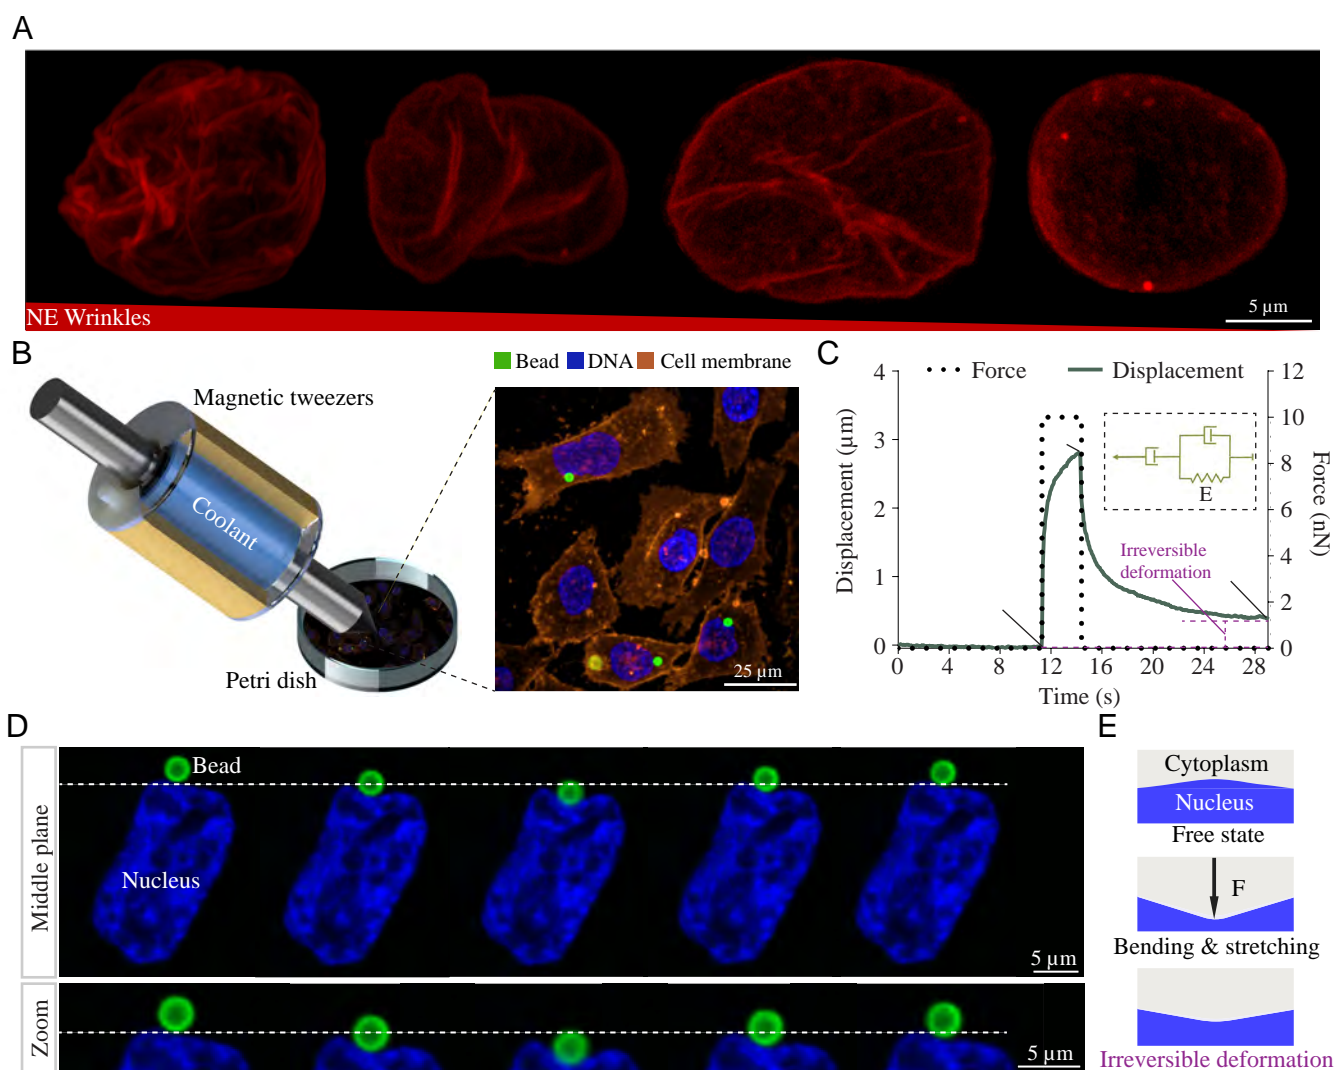 A
NE Wrinkles
5 µm
B
Magnetic tweezers
Coolant
Petri dish
Bead
DNA
Cell membrane
25 µm
C
Force
Displacement
Displacement (µm)
4
3
2
1
0
Force (nN)
12
10
8
6
4
2
0
E
Irreversible
deformation
0
4
8
12
16
20
24
28
Time (s)
D
Middle plane
Bead
Nucleus
5 µm
Zoom
5 µm
E
Cytoplasm
Nucleus
Free state
F
Bending & stretching
Irreversible deformation